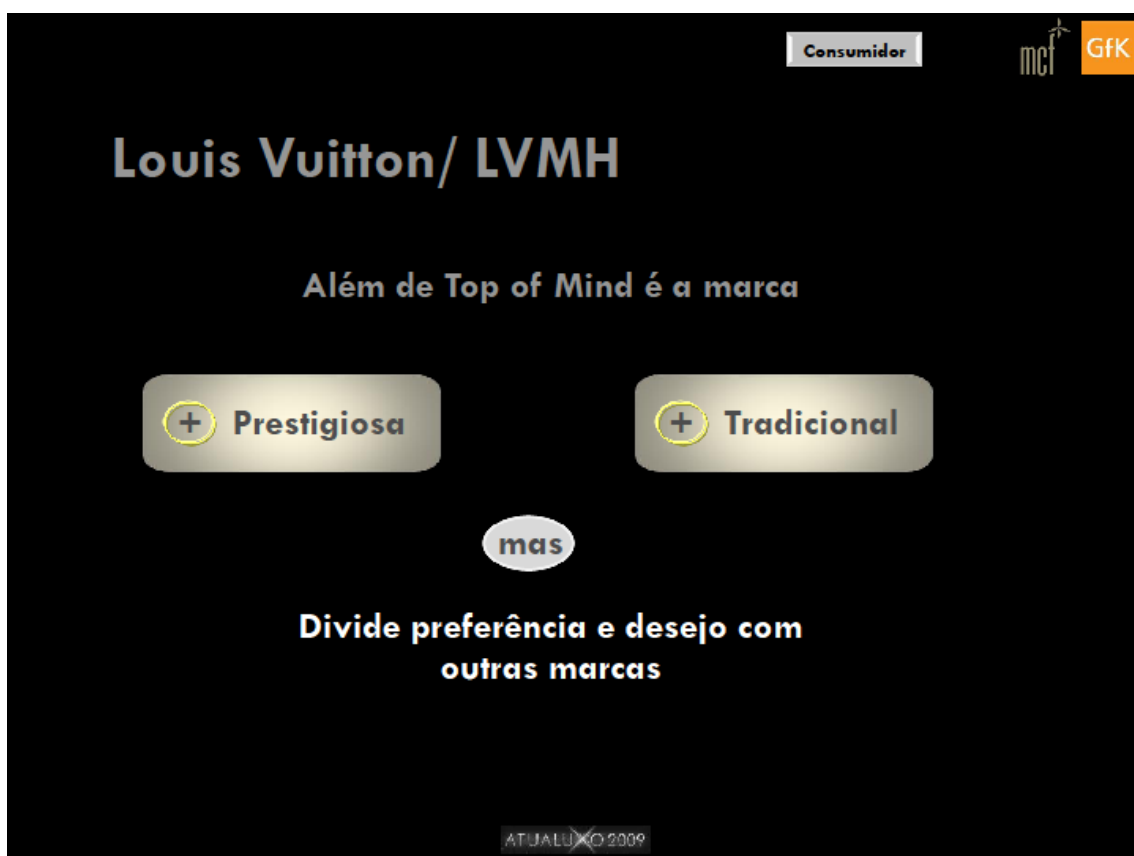 Consumidor
mcf
GfK
Louis Vuitton/ LVMH
Além de Top of Mind é a marca
+ Prestigiosa
+ Tradicional
mas
Divide preferência e desejo com
outras marcas
ATUALUXO 2009